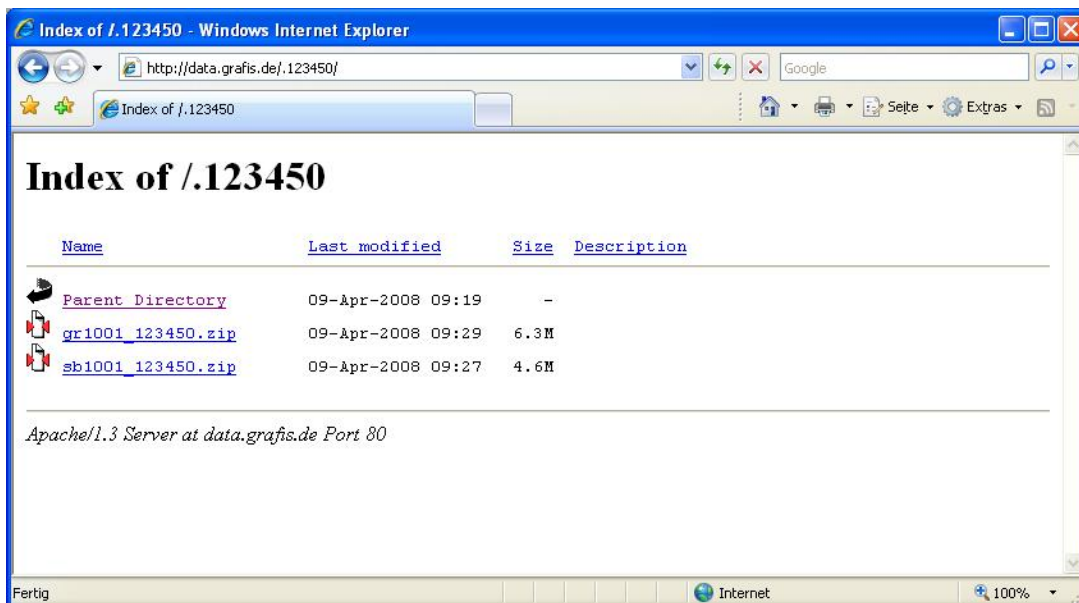 Index of /.123450 - Windows Internet Explorer
http://data.grafis.de/.123450/ Google
Index of /.123450 Seite Extras
Index of /.123450
Name Last modified Size Description
Parent Directory 09-Apr-2008 09:19 -
gr1001_123450.zip 09-Apr-2008 09:29 6.3M
sb1001_123450.zip 09-Apr-2008 09:27 4.6M
Apache/1.3 Server at data.grafis.de Port 80
Fertig Internet 100%